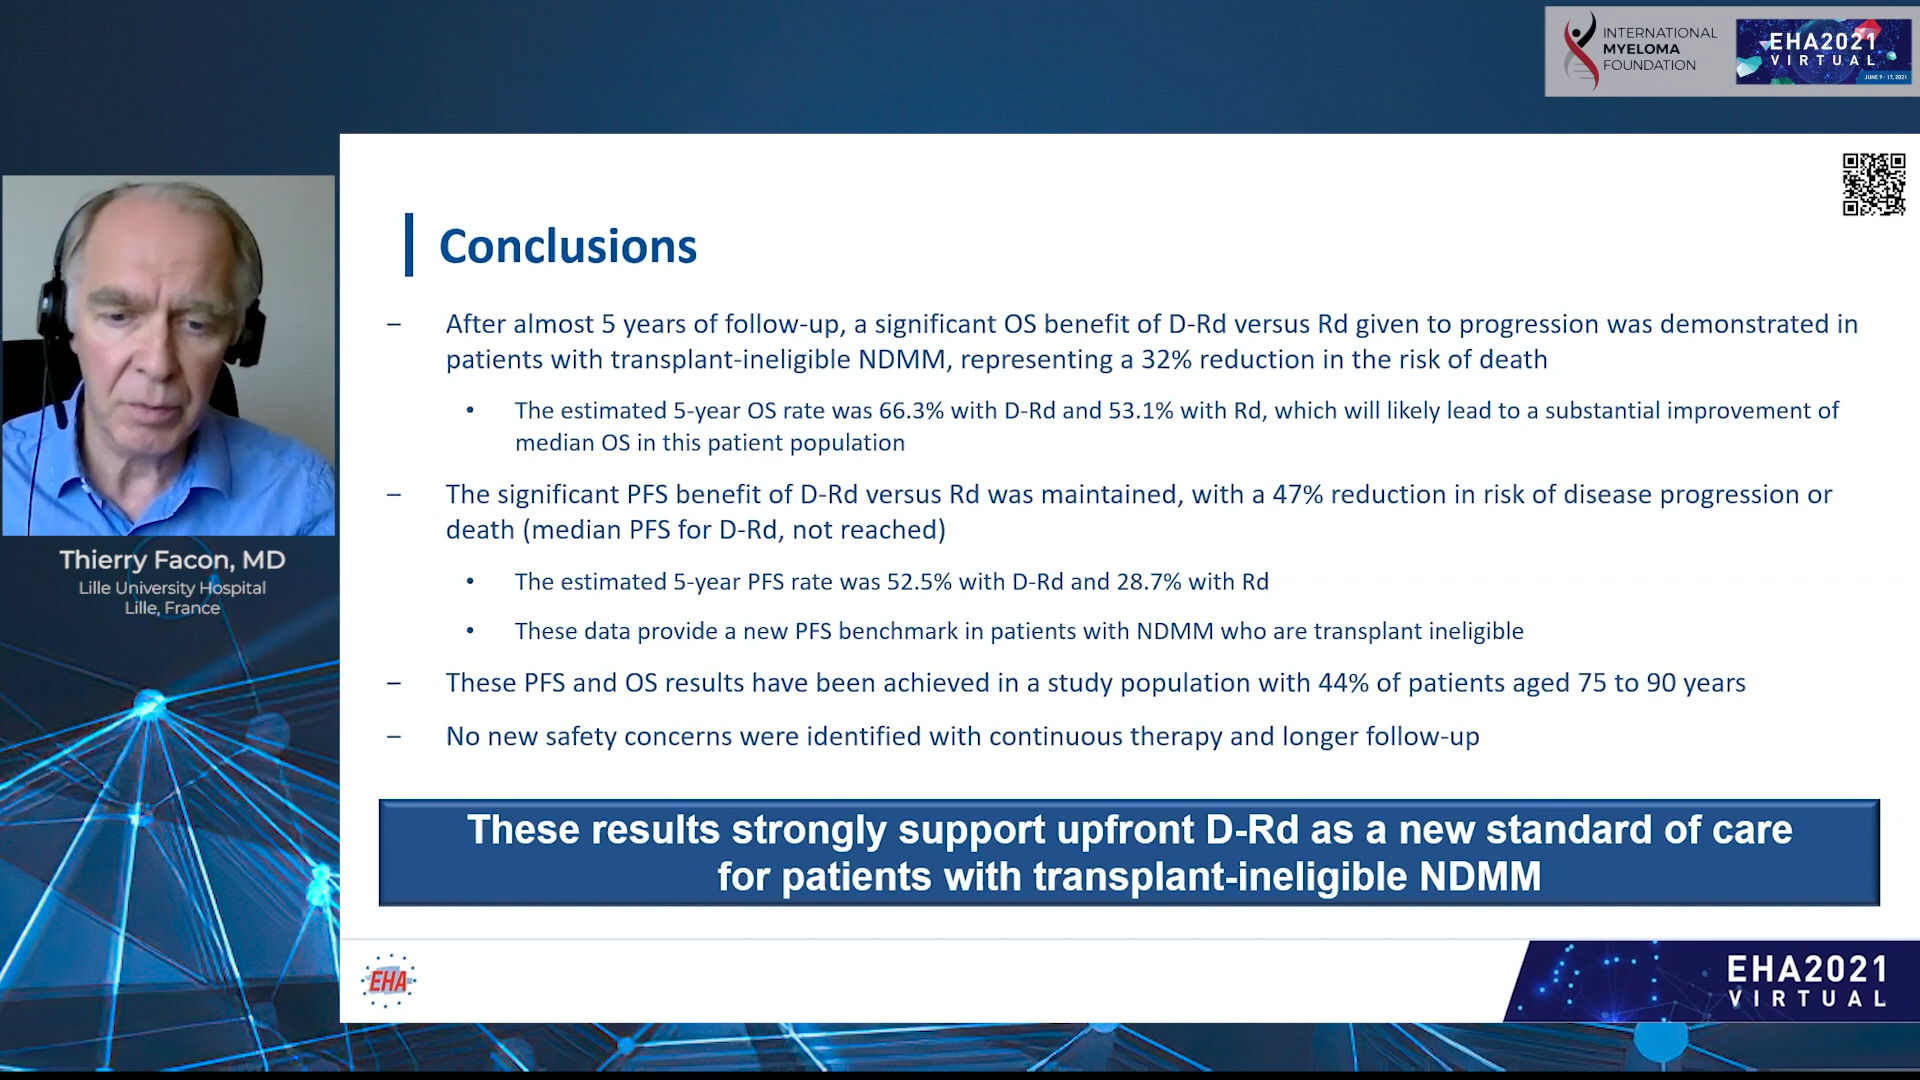 INTERNATIONAL
MYELOMA
FOUNDATION
EHA2021
VIRTUAL
JUNE 9 - 17, 2021
Conclusions
– After almost 5 years of follow-up, a significant OS benefit of D-Rd versus Rd given to progression was demonstrated in
patients with transplant-ineligible NDMM, representing a 32% reduction in the risk of death
• The estimated 5-year OS rate was 66.3% with D-Rd and 53.1% with Rd, which will likely lead to a substantial improvement of
median OS in this patient population
– The significant PFS benefit of D-Rd versus Rd was maintained, with a 47% reduction in risk of disease progression or
death (median PFS for D-Rd, not reached)
• The estimated 5-year PFS rate was 52.5% with D-Rd and 28.7% with Rd
• These data provide a new PFS benchmark in patients with NDMM who are transplant ineligible
– These PFS and OS results have been achieved in a study population with 44% of patients aged 75 to 90 years
– No new safety concerns were identified with continuous therapy and longer follow-up
These results strongly support upfront D-Rd as a new standard of care
for patients with transplant-ineligible NDMM
Thierry Facon, MD
Lille University Hospital
Lille, France
EHA
EHA2021
VIRTUAL